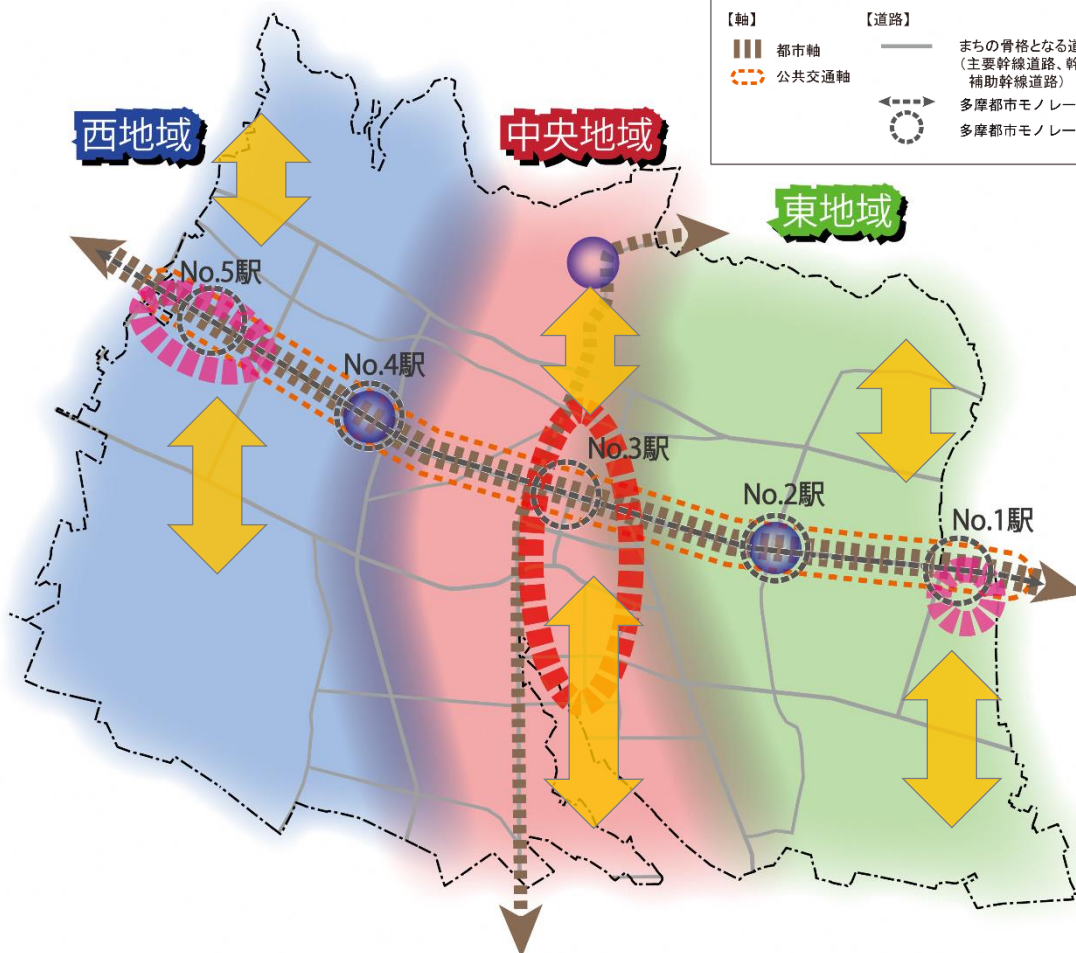 【軸】
【道路】
都市軸
公共交通軸
まちの骨格となる道
(主要幹線道路、幹
補助幹線道路)
多摩都市モノレー
多摩都市モノレー
西地域
中央地域
東地域
No.5駅
No.4駅
No.3駅
No.2駅
No.1駅